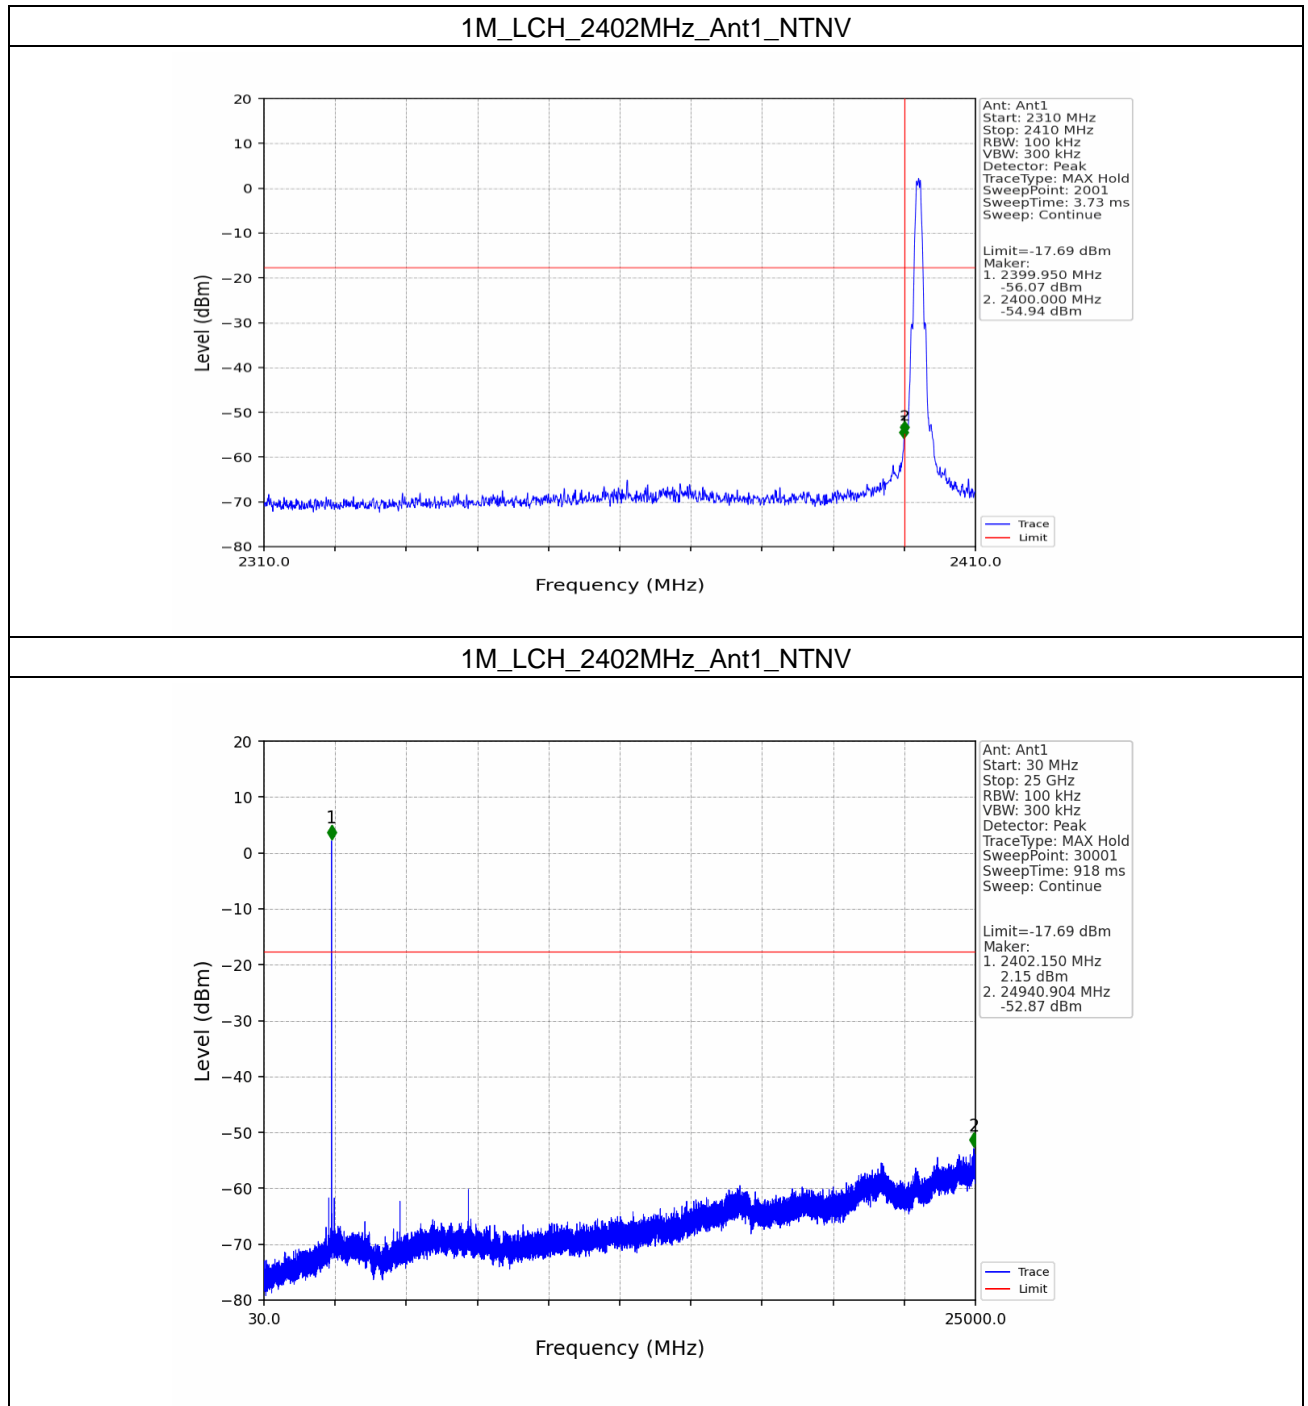 1M_LCH_2402MHz_Ant1_NTNV
20
10
0
−10
−20
−30
−40
−50
−60
−70
−80
Level (dBm)
2310.0
2410.0
Frequency (MHz)
2
Ant: Ant1
Start: 2310 MHz
Stop: 2410 MHz
RBW: 100 kHz
VBW: 300 kHz
Detector: Peak
TraceType: MAX Hold
SweepPoint: 2001
SweepTime: 3.73 ms
Sweep: Continue
Limit=-17.69 dBm
Maker:
1. 2399.950 MHz
-56.07 dBm
2. 2400.000 MHz
-54.94 dBm
Trace
Limit
1M_LCH_2402MHz_Ant1_NTNV
20
10
0
−10
−20
−30
−40
−50
−60
−70
−80
Level (dBm)
30.0
25000.0
Frequency (MHz)
1
2
Ant: Ant1
Start: 30 MHz
Stop: 25 GHz
RBW: 100 kHz
VBW: 300 kHz
Detector: Peak
TraceType: MAX Hold
SweepPoint: 30001
SweepTime: 918 ms
Sweep: Continue
Limit=-17.69 dBm
Maker:
1. 2402.150 MHz
2.15 dBm
2. 24940.904 MHz
-52.87 dBm
Trace
Limit